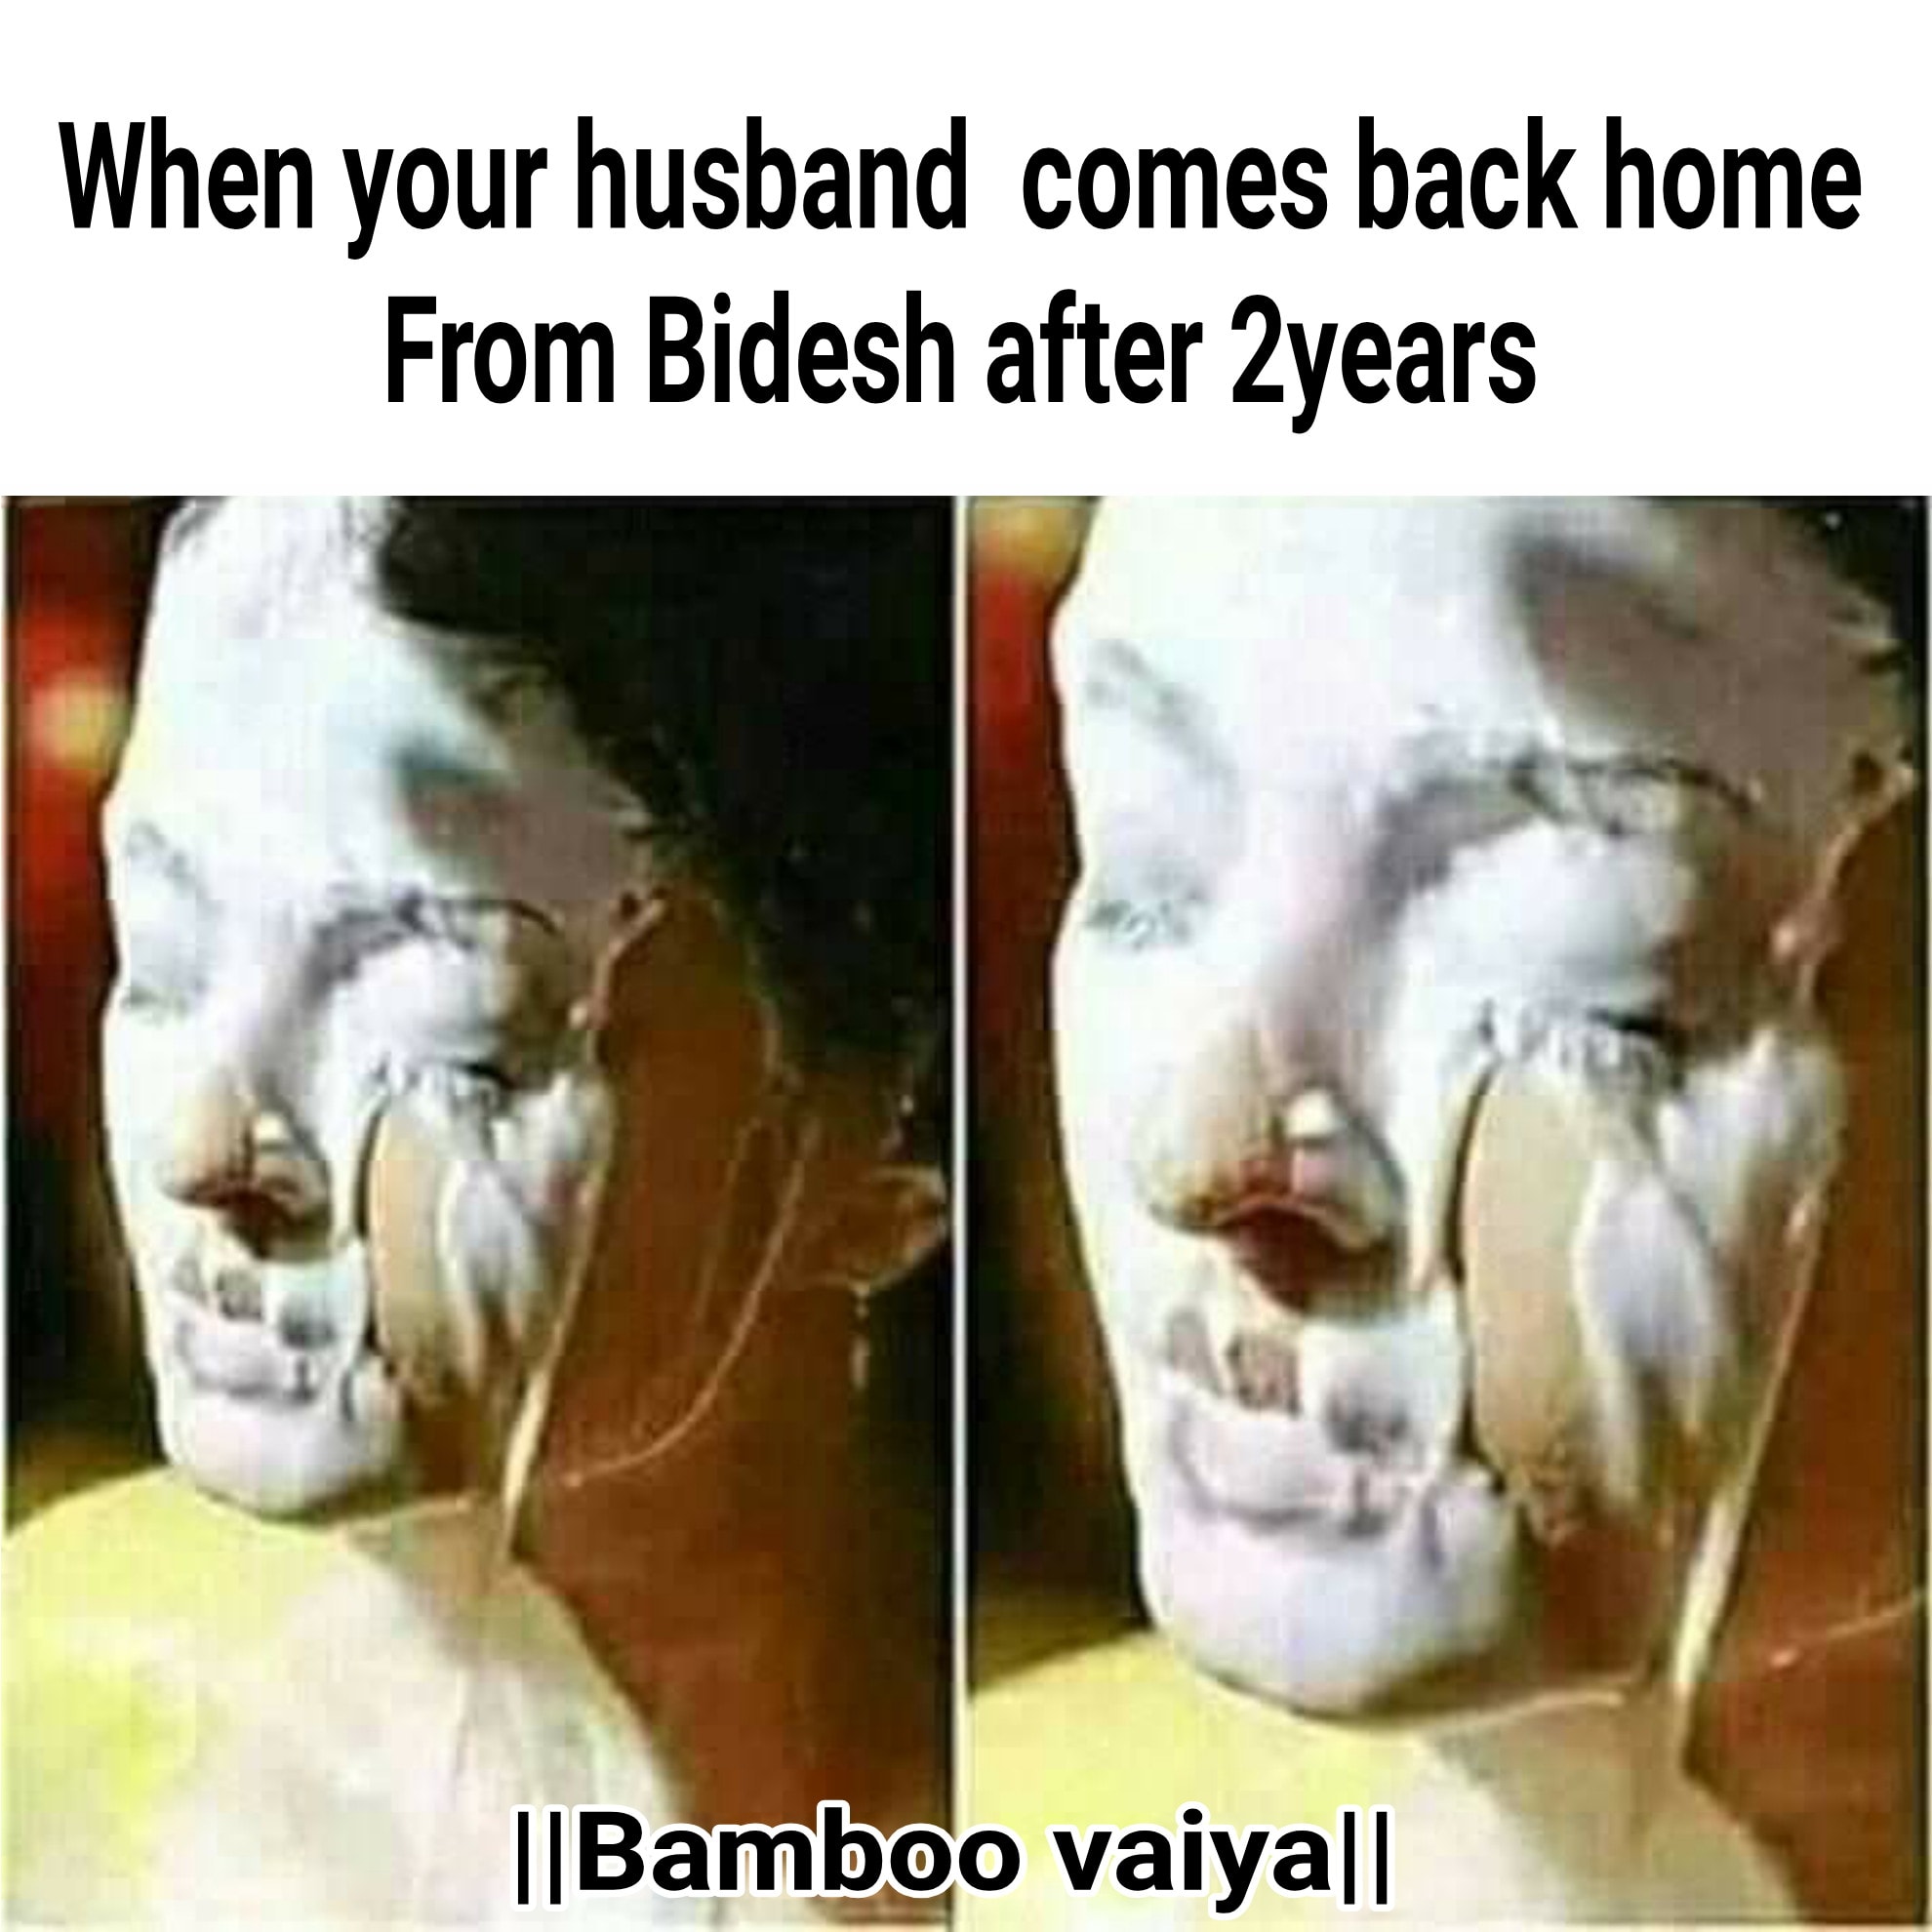 When your husband  comes back home
From Bidesh after 2years
||Bamboo vaiya||